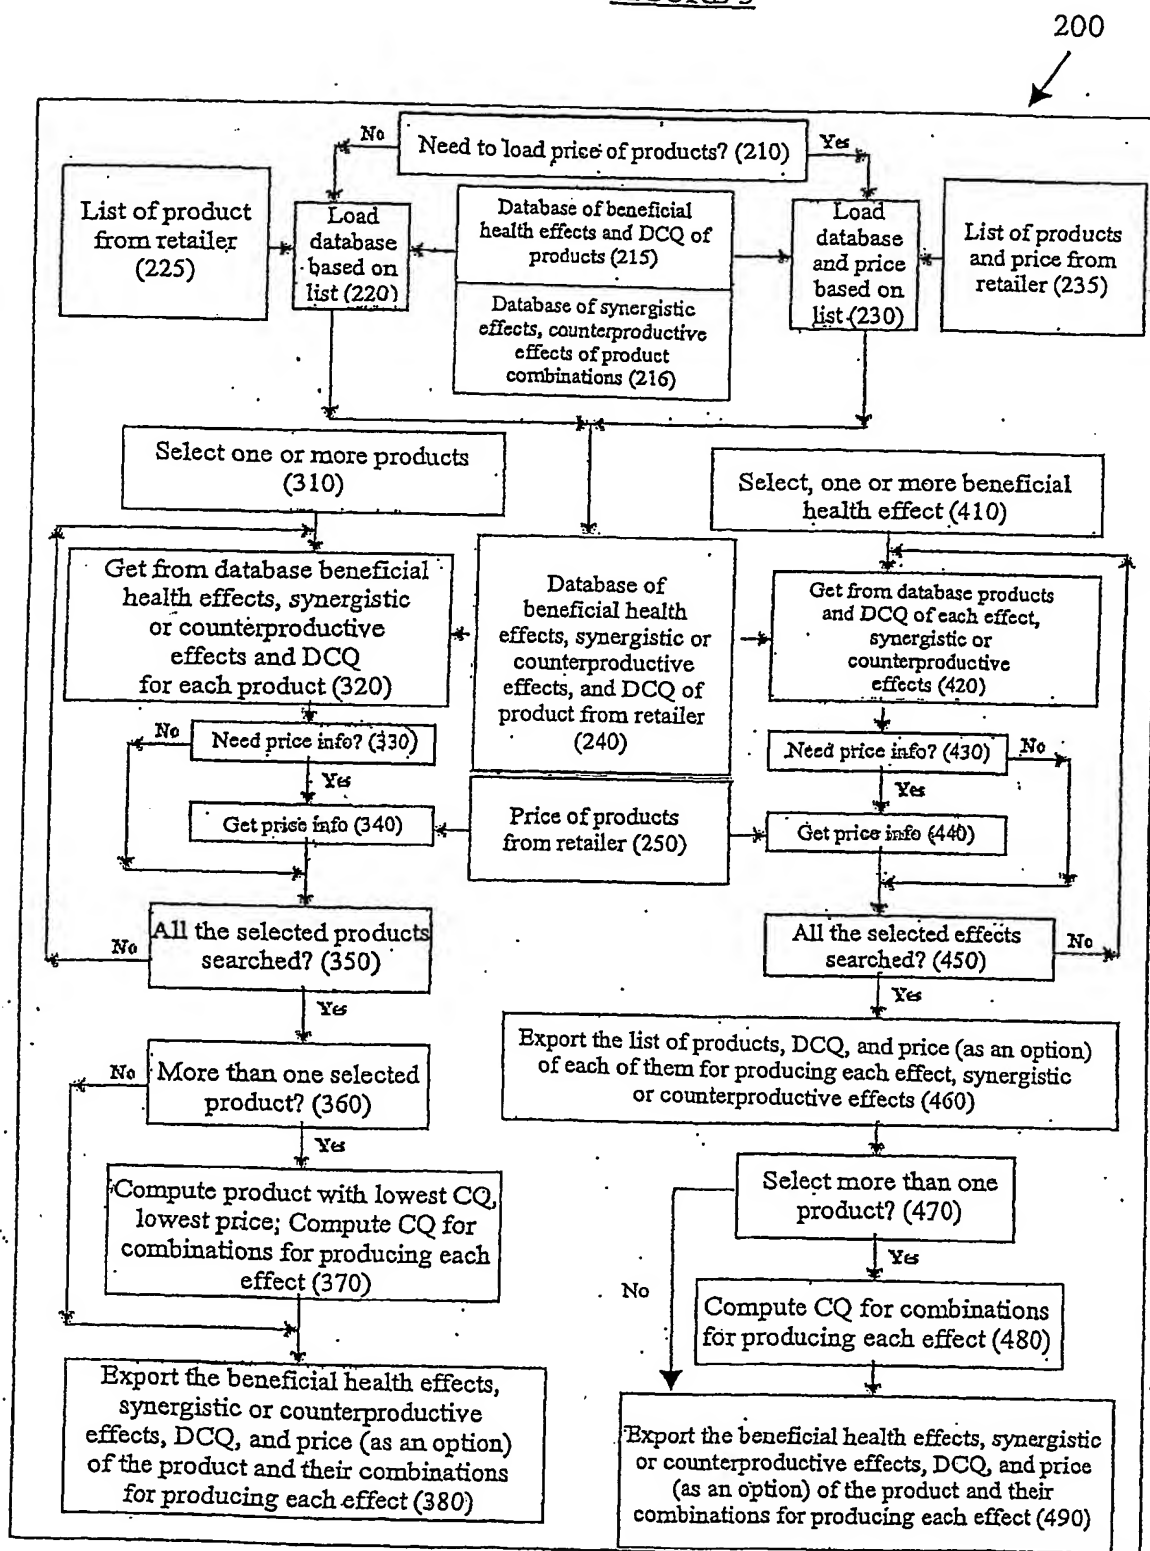 200
No
Need to load price of products? (210)
Yes
List of product
from retailer
(225)
Load
database
based on
list (220)
Database of beneficial
health effects and DCQ of
products (215)
Database of synergistic
effects, counterproductive
effects of product
combinations (216)
Load
database
and price
based on
list (230)
List of products
and price from
retailer (235)
Select one or more products
(310)
Select, one or more beneficial
health effect (410)
Get from database beneficial
health effects, synergistic
or counterproductive
effects and DCQ
for each product (320)
Database of
beneficial health
effects, synergistic or
counterproductive
effects, and DCQ of
product from retailer
(240)
Get from database products
and DCQ of each effect,
synergistic or
counterproductive
effects (420)
No
Need price info? (330)
Yes
Need price info? (430)
No
Yes
Get price info (340)
Price of products
from retailer (250)
Get price info (440)
All the selected products
searched? (350)
No
Yes
All the selected effects
searched? (450)
No
Yes
Export the list of products, DCQ, and price (as an option)
of each of them for producing each effect, synergistic
or counterproductive effects (460)
No
More than one selected
product? (360)
Yes
Select more than one
product? (470)
Yes
No
Compute product with lowest CQ,
lowest price; Compute CQ for
combinations for producing each
effect (370)
Compute CQ for combinations
for producing each effect (480)
Export the beneficial health effects,
synergistic or counterproductive
effects, DCQ, and price (as an option)
of the product and their combinations
for producing each effect (380)
Export the beneficial health effects, synergistic
or counterproductive effects, DCQ, and price
(as an option) of the product and their
combinations for producing each effect (490)